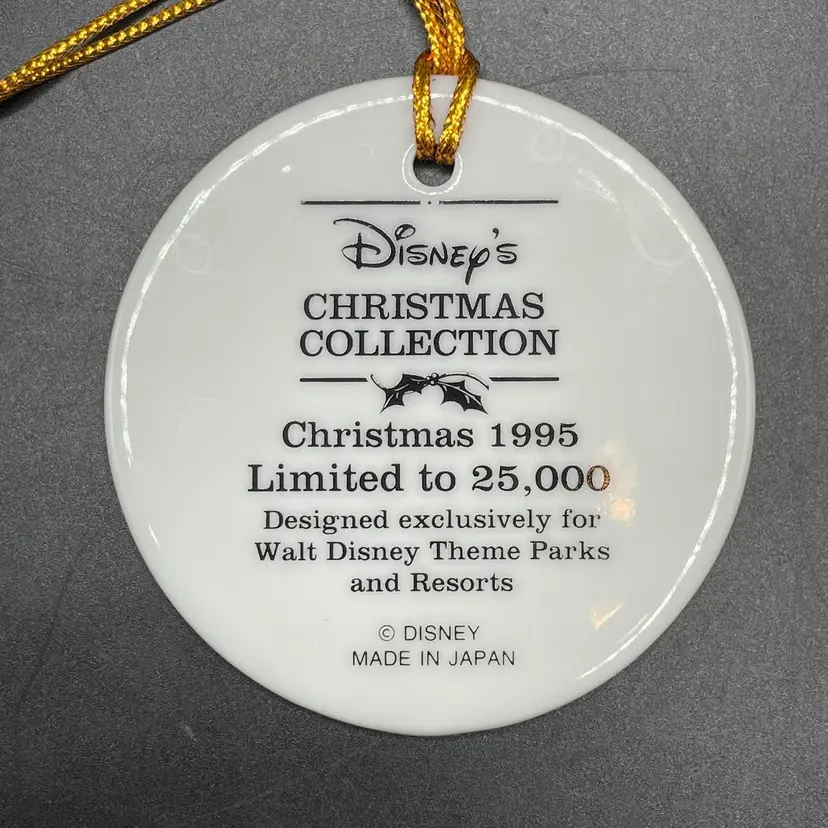 Disney's
CHRISTMAS
COLLECTION
Christmas 1995
Limited to 25,000
Designed exclusively for
Walt Disney Theme Parks
and Resorts
© DISNEY
MADE IN JAPAN